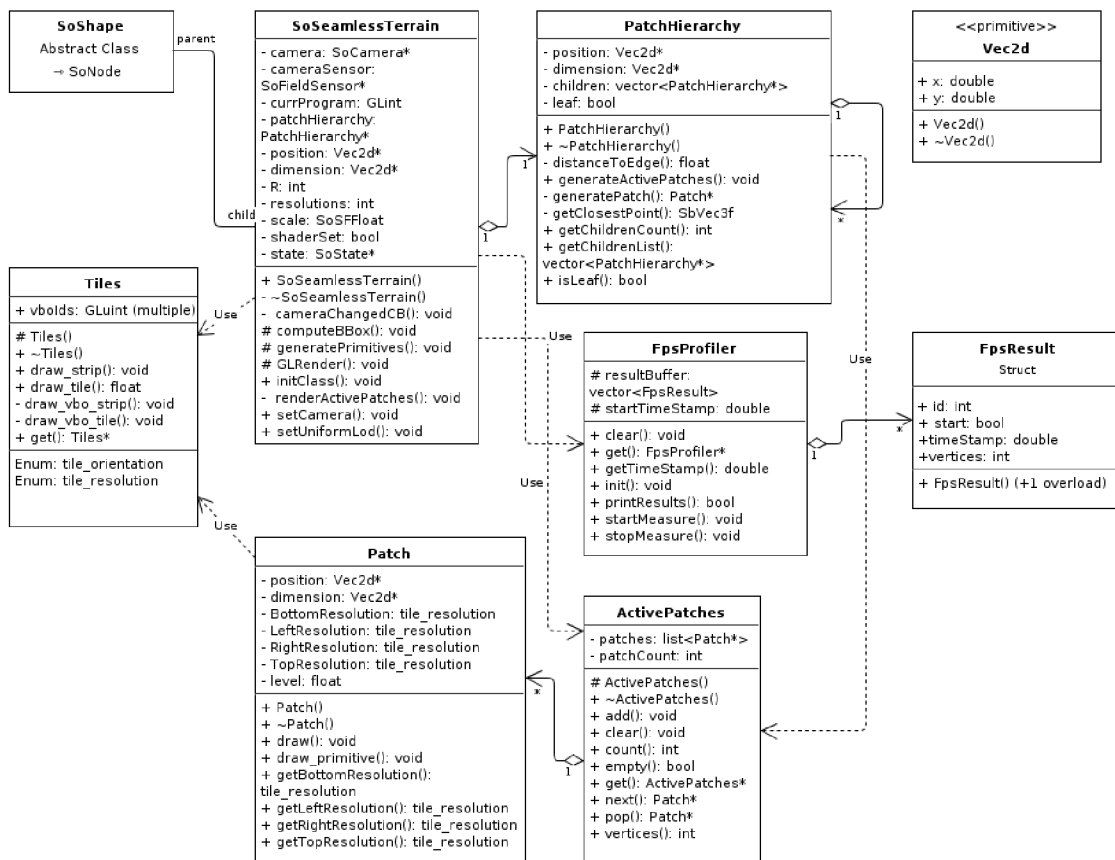 SoShape
Abstract Class
→ SoNode
parent
child
SoSeamlessTerrain
- camera: SoCamera*
- cameraSensor:
SoFieldSensor*
- currProgram: GLint
- patchHierarchy:
PatchHierarchy*
- position: Vec2d*
- dimension: Vec2d*
- R: int
- resolutions: int
- scale: SoSFFloat
- shaderSet: bool
- state: SoState*
+ SoSeamlessTerrain()
- ~SoSeamlessTerrain()
- cameraChangedCB(): void
# computeBBox(): void
# generatePrimitives(): void
# GLRender(): void
+ initClass(): void
- renderActivePatches(): void
+ setCamera(): void
+ setUniformLod(): void
1
1
PatchHierarchy
- position: Vec2d*
- dimension: Vec2d*
- children: vector<PatchHierarchy*>
- leaf: bool
+ PatchHierarchy()
+ ~PatchHierarchy()
- distanceToEdge(): float
+ generateActivePatches(): void
- generatePatch(): Patch*
- getClosestPoint(): SbVec3f
+ getChildrenCount(): int
+ getChildrenList():
vector<PatchHierarchy*>
+ isLeaf(): bool
1
*
<<primitive>>
Vec2d
+ x: double
+ y: double
+ Vec2d()
+ ~Vec2d()
Tiles
+ vboIds: GLuint (multiple)
# Tiles()
+ ~Tiles()
+ draw_strip(): void
+ draw_tile(): float
- draw_vbo_strip(): void
- draw_vbo_tile(): void
+ get(): Tiles*
Enum: tile_orientation
Enum: tile_resolution
Use
Use
Use
Use
Use
FpsProfiler
# resultBuffer:
vector<FpsResult>
# startTimeStamp: double
+ clear(): void
+ get(): FpsProfiler*
+ getTimeStamp(): double
+ init(): void
+ printResults(): bool
+ startMeasure(): void
+ stopMeasure(): void
1
*
FpsResult
Struct
+ id: int
+ start: bool
+timeStamp: double
+vertices: int
+ FpsResult() (+1 overload)
Patch
- position: Vec2d*
- dimension: Vec2d*
- BottomResolution: tile_resolution
- LeftResolution: tile_resolution
- RightResolution: tile_resolution
- TopResolution: tile_resolution
- level: float
+ Patch()
+ ~Patch()
+ draw(): void
+ draw_primitive(): void
+ getBottomResolution():
tile_resolution
+ getLeftResolution(): tile_resolution
+ getRightResolution(): tile_resolution
+ getTopResolution(): tile_resolution
*
1
ActivePatches
- patches: list<Patch*>
- patchCount: int
# ActivePatches()
+ ~ActivePatches()
+ add(): void
+ clear(): void
+ count(): int
+ empty(): bool
+ get(): ActivePatches*
+ next(): Patch*
+ pop(): Patch*
+ vertices(): int